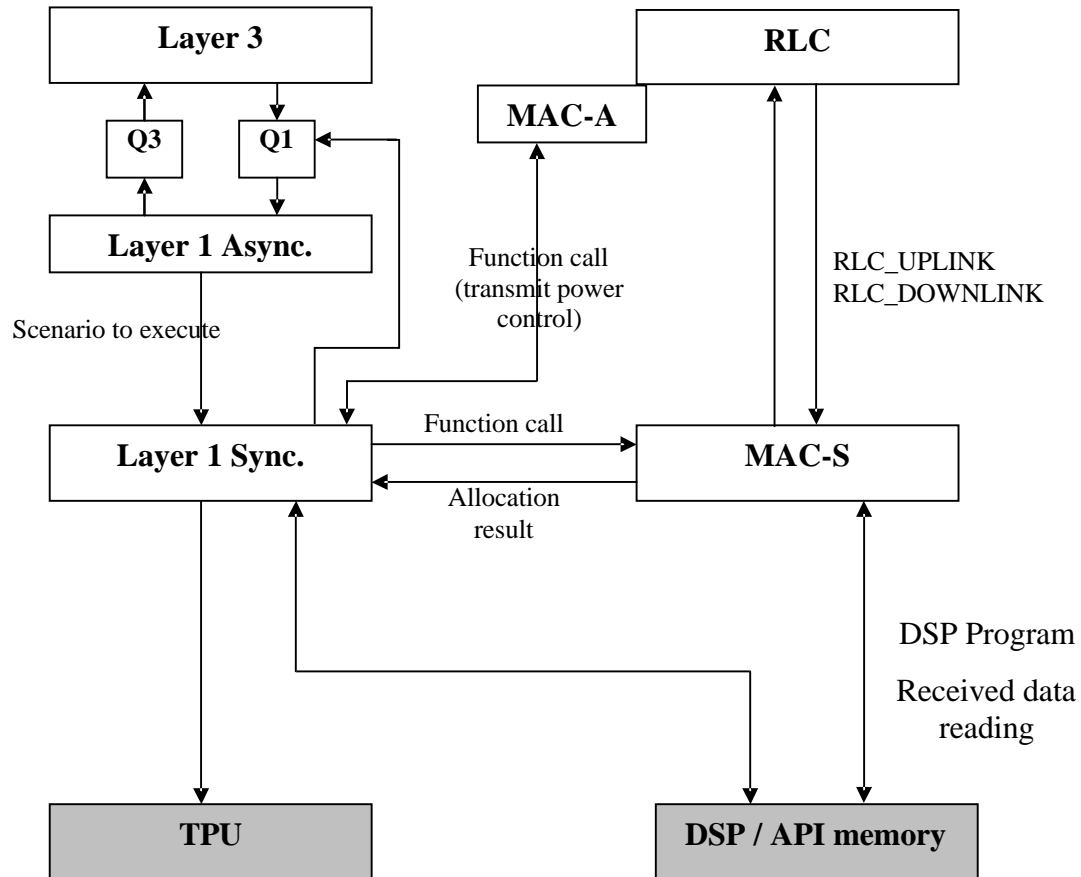 Layer 3
RLC
MAC-A
Q3
Q1
Layer 1 Async.
Function call
(transmit power
control)
RLC_UPLINK
RLC_DOWNLINK
Scenario to execute
Function call
Layer 1 Sync.
MAC-S
Allocation
result
DSP Program
Received data
reading
TPU
DSP / API memory